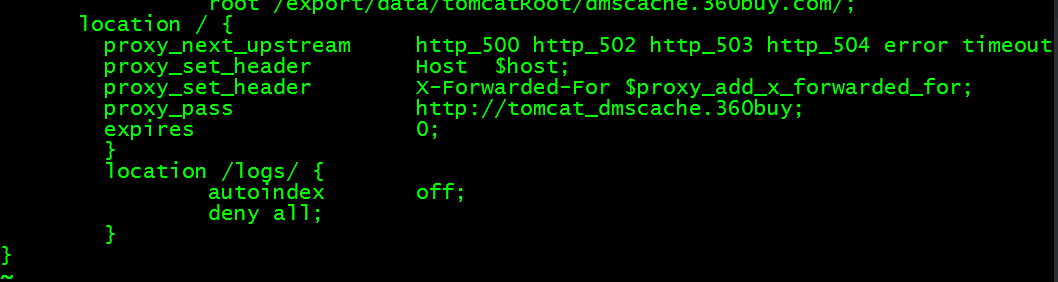 root /export/data/tomcatRoot/dmscache.360buy.com/;
location / {
proxy_next_upstream http_500 http_502 http_503 http_504 error timeout
proxy_set_header Host $host;
proxy_set_header X-Forwarded-For $proxy_add_x_forwarded_for;
proxy_pass http://tomcat_dmscache.360buy;
expires 0;
}
location /logs/ {
autoindex off;
deny all;
}
}
~